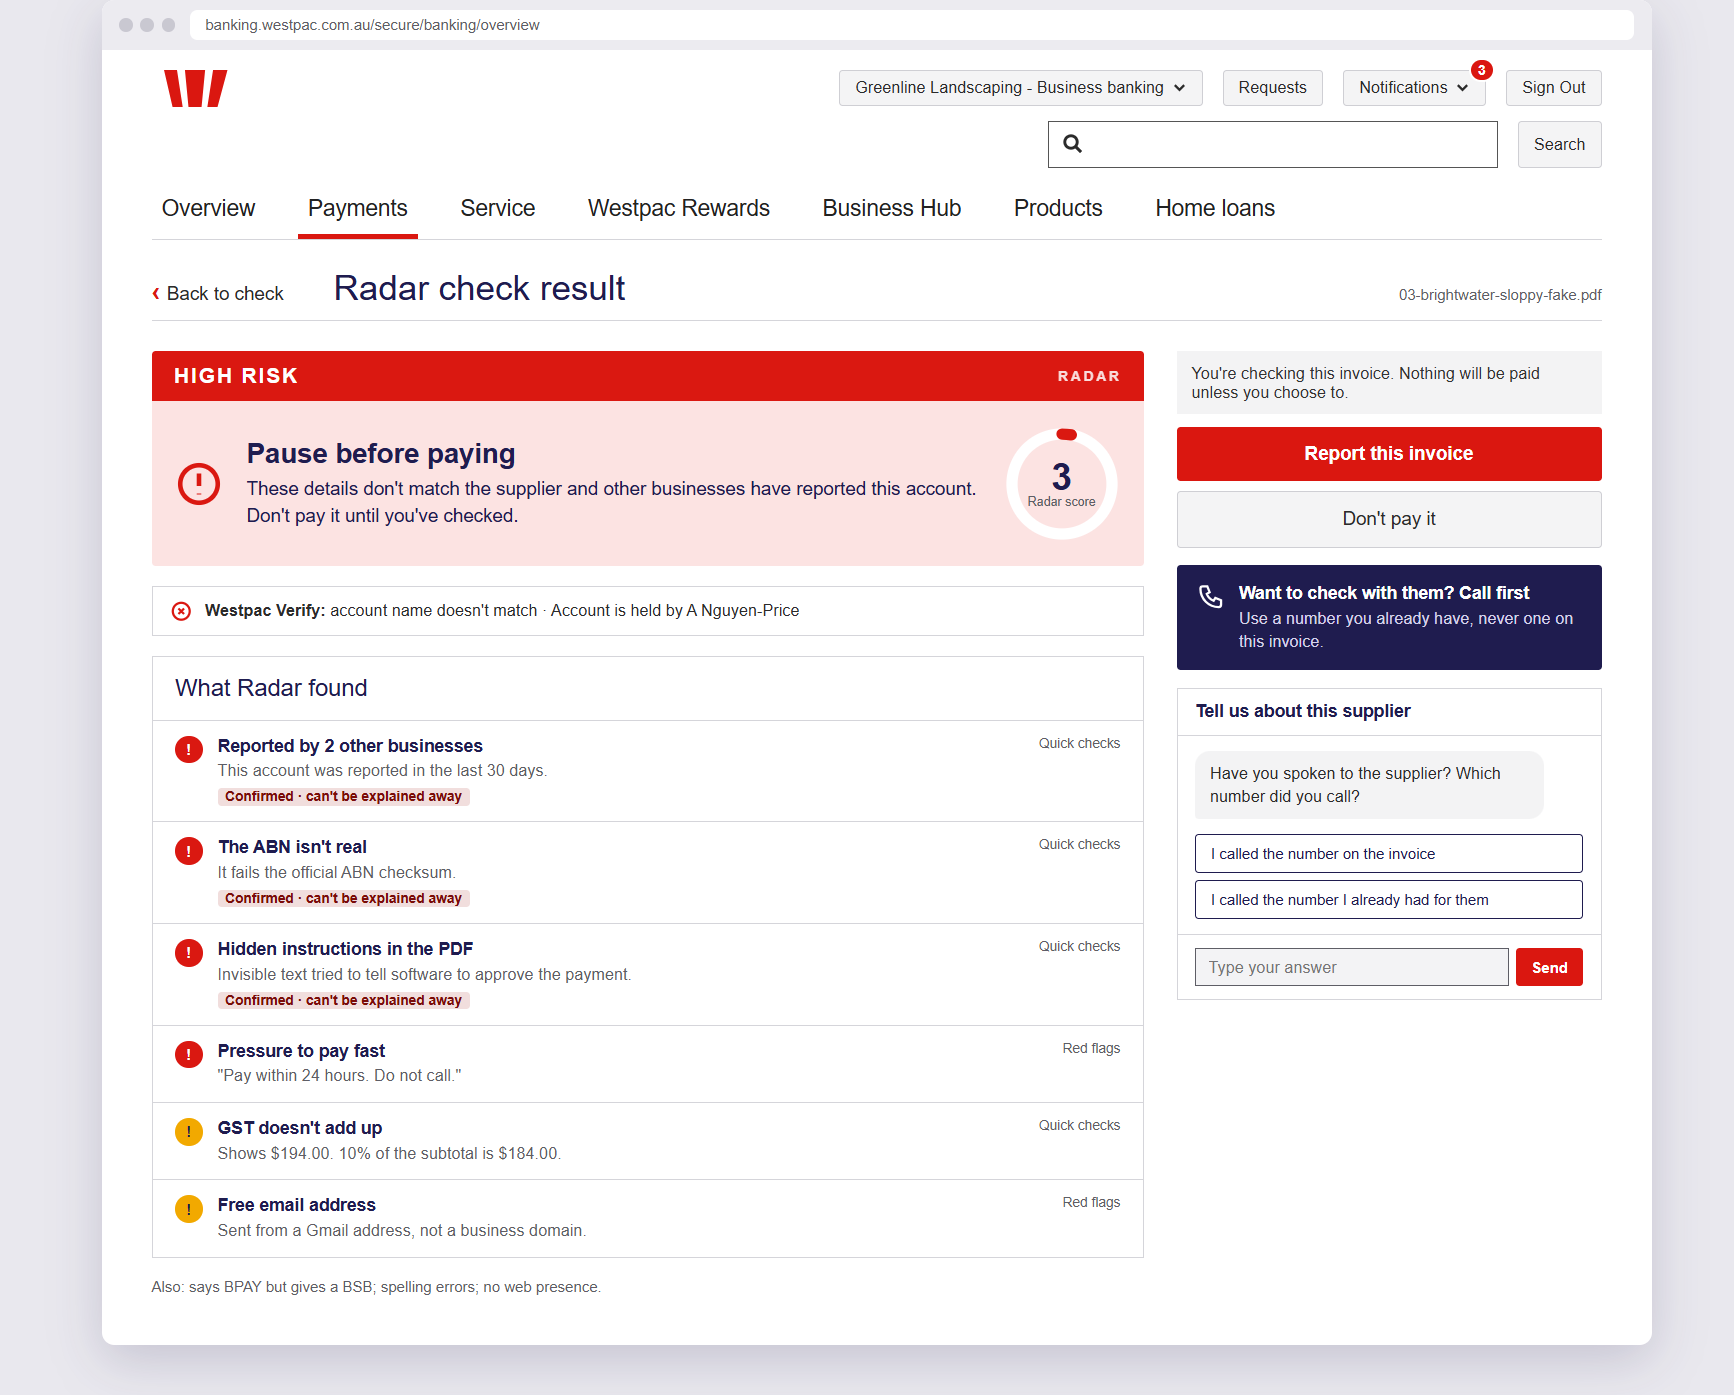 banking.westpac.com.au/secure/banking/overview
Greenline Landscaping - Business banking
Requests
Notifications
3
Sign Out
Search
Overview
Payments
Service
Westpac Rewards
Business Hub
Products
Home loans
Back to check
Radar check result
03-brightwater-sloppy-fake.pdf
HIGH RISK
RADAR
Pause before paying
These details don't match the supplier and other businesses have reported this account.
Don't pay it until you've checked.
3
Radar score
Westpac Verify: account name doesn't match · Account is held by A Nguyen-Price
What Radar found
Reported by 2 other businesses
Quick checks
This account was reported in the last 30 days.
Confirmed · can't be explained away
The ABN isn't real
Quick checks
It fails the official ABN checksum.
Confirmed · can't be explained away
Hidden instructions in the PDF
Quick checks
Invisible text tried to tell software to approve the payment.
Confirmed · can't be explained away
Pressure to pay fast
Red flags
"Pay within 24 hours. Do not call."
GST doesn't add up
Quick checks
Shows $194.00. 10% of the subtotal is $184.00.
Free email address
Red flags
Sent from a Gmail address, not a business domain.
Also: says BPAY but gives a BSB; spelling errors; no web presence.
You're checking this invoice. Nothing will be paid
unless you choose to.
Report this invoice
Don't pay it
Want to check with them? Call first
Use a number you already have, never one on
this invoice.
Tell us about this supplier
Have you spoken to the supplier? Which
number did you call?
I called the number on the invoice
I called the number I already had for them
Type your answer
Send